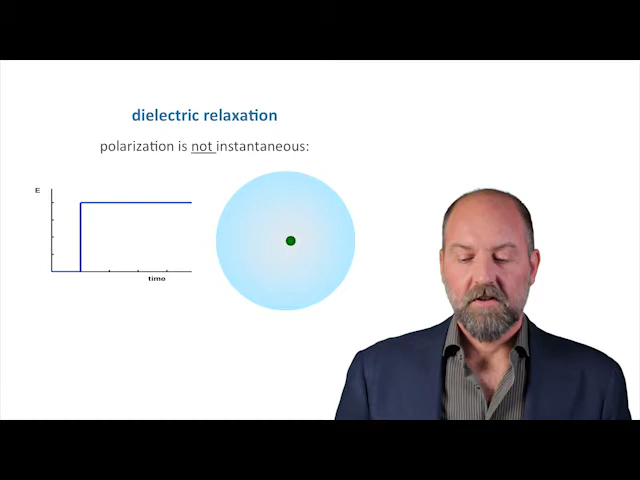 dielectric relaxation
polarization is not instantaneous:
E
time